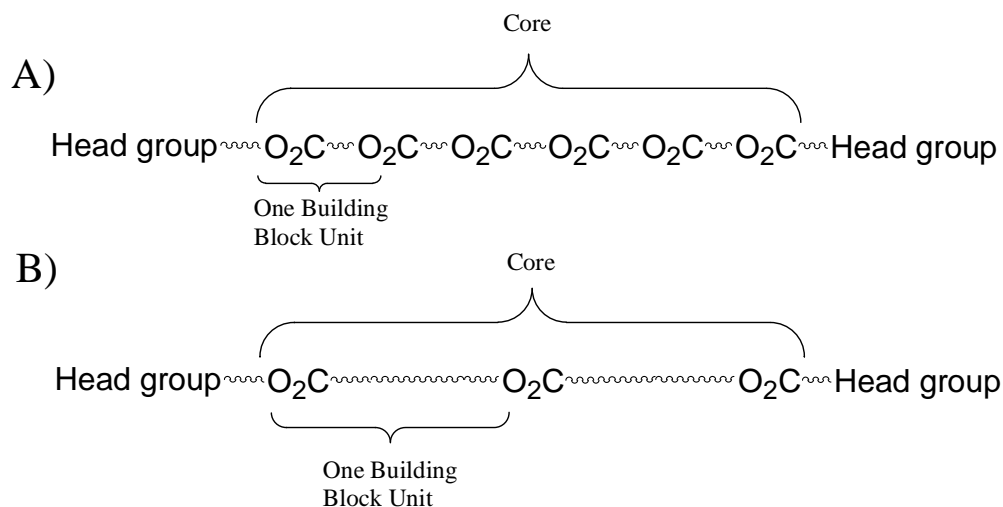 Core
A)
Head group O₂C O₂C O₂C O₂C O₂C O₂C Head group
One Building
Block Unit
Core
B)
Head group O₂C O₂C O₂C Head group
One Building
Block Unit